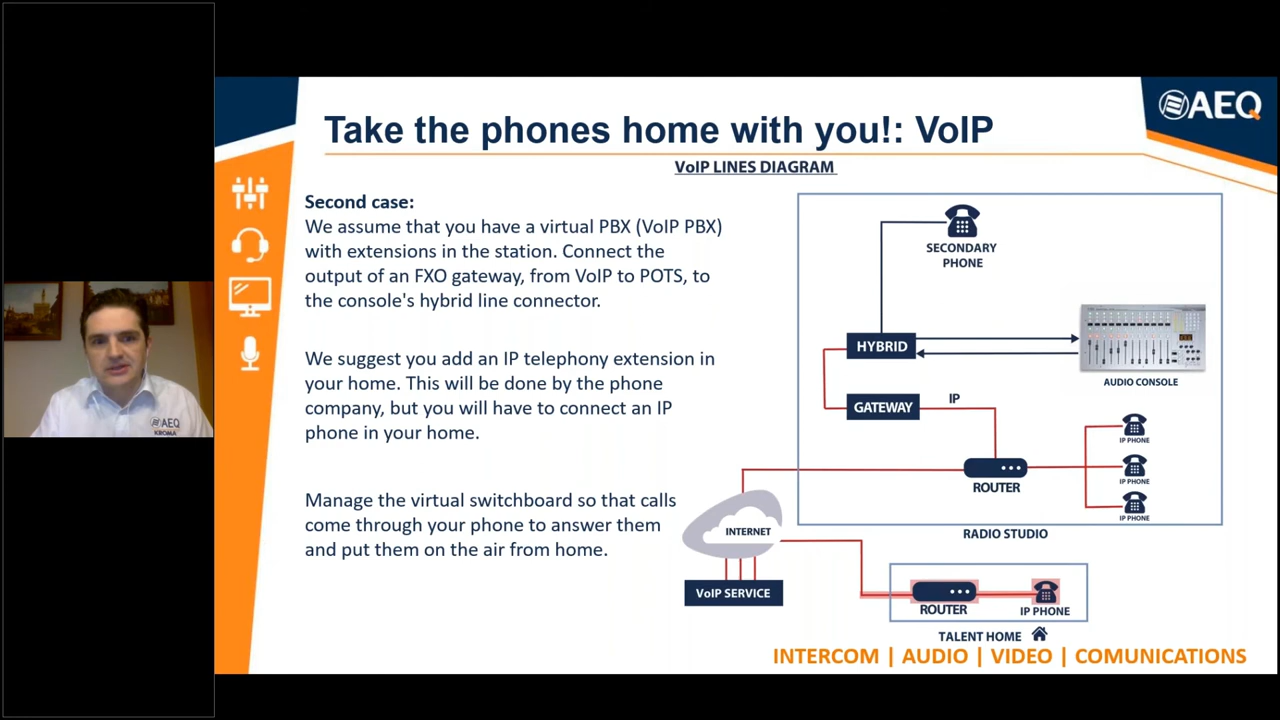 AEQ
Take the phones home with you!: VoIP
VoIP LINES DIAGRAM
Second case:
We assume that you have a virtual PBX (VoIP PBX)
with extensions in the station. Connect the
output of an FXO gateway, from VoIP to POTS, to
the console's hybrid line connector.
We suggest you add an IP telephony extension in
your home. This will be done by the phone
company, but you will have to connect an IP
phone in your home.
Manage the virtual switchboard so that calls
come through your phone to answer them
and put them on the air from home.
SECONDARY
PHONE
HYBRID
AUDIO CONSOLE
GATEWAY
IP
IP PHONE
IP PHONE
IP PHONE
ROUTER
RADIO STUDIO
INTERNET
VoIP SERVICE
ROUTER
IP PHONE
TALENT HOME
INTERCOM | AUDIO | VIDEO | COMUNICATIONS
AEQ
KROMA